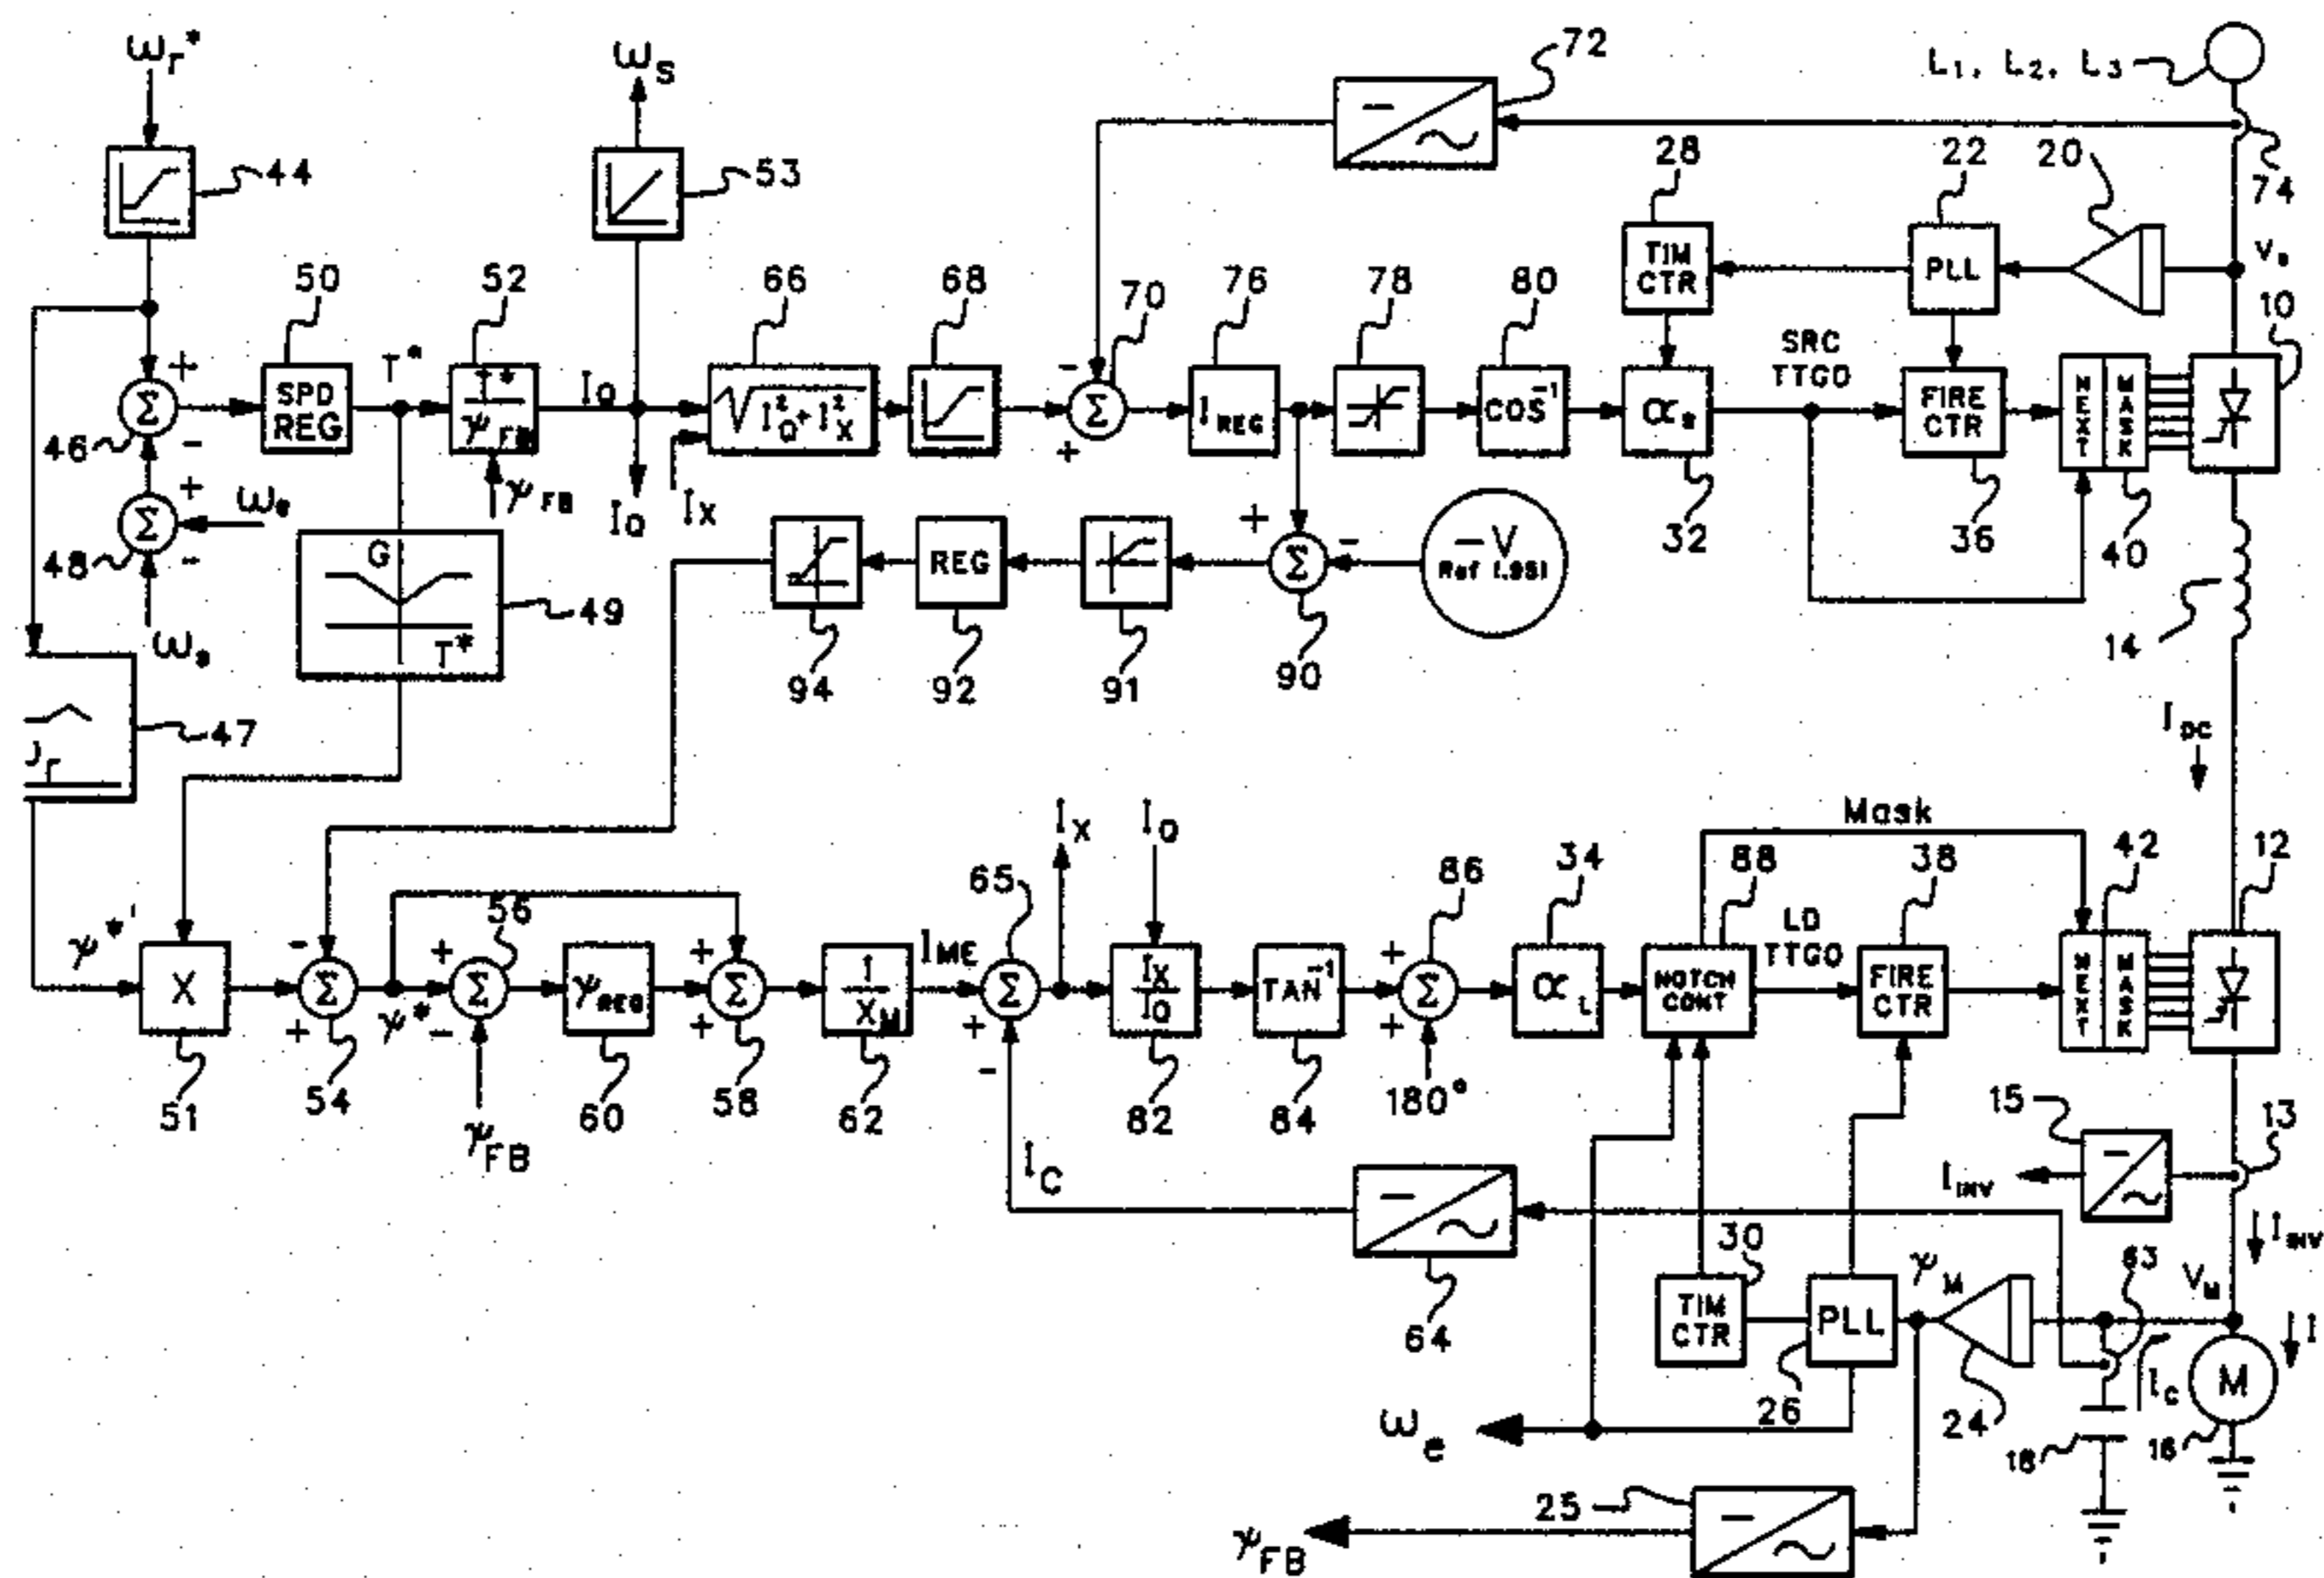 ωr*
ωs
72
L1, L2, L3
44
53
28
22
20
74
TIM
CTR
PLL
Vs
10
50
52
66
68
70
76
78
80
SRC
TTGO
+
T*
-
Σ
SPD
REG
T*
ψFB
IQ
√I²Q + I²X
Σ
IREG
COS⁻¹
αs
FIRE
CTR
NEXT
MASK
46
-
+
+
ωe
ψFB
IQ
IX
32
36
40
Σ
48
-
G
T*
49
REG
+
Σ
-
-V
Ref (.95)
14
94
92
91
90
47
IDC
IX
IQ
Mask
65
86
34
88
38
42
12
56
ψ*'
-
+
+
IME
+
LD
TTGO
X
Σ
Σ
ψREG
Σ
1
XM
Σ
IX
IQ
TAN⁻¹
Σ
αL
NOTCH
CONT
FIRE
CTR
NEXT
MASK
+
ψ*
-
+
+
-
+
51
54
60
58
62
82
84
180°
15
13
ψFB
IC
IINV
30
IINV
63
ψM
VM
64
TIM
CTR
PLL
I
26
24
IC
M
18
16
ωe
25
ψFB